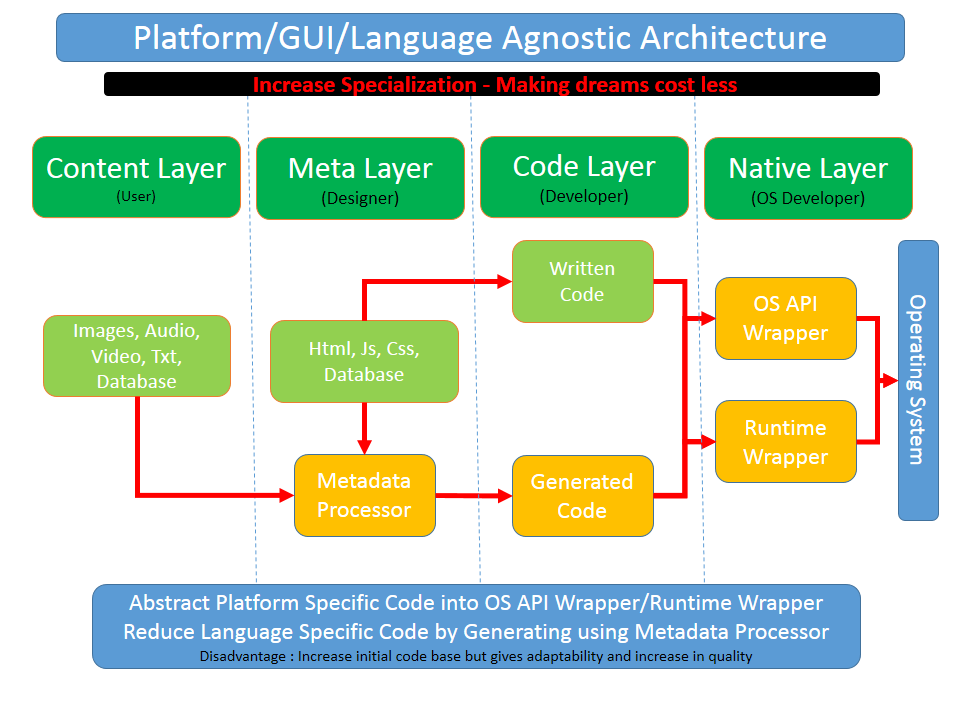 Platform/GUI/Language Agnostic Architecture
Increase Specialization - Making dreams cost less
Content Layer
(User)
Meta Layer
(Designer)
Code Layer
(Developer)
Native Layer
(OS Developer)
Images, Audio,
Video, Txt,
Database
Html, Js, Css,
Database
Written
Code
OS API
Wrapper
Runtime
Wrapper
Operating System
Metadata
Processor
Generated
Code
Abstract Platform Specific Code into OS API Wrapper/Runtime Wrapper
Reduce Language Specific Code by Generating using Metadata Processor
Disadvantage : Increase initial code base but gives adaptability and increase in quality